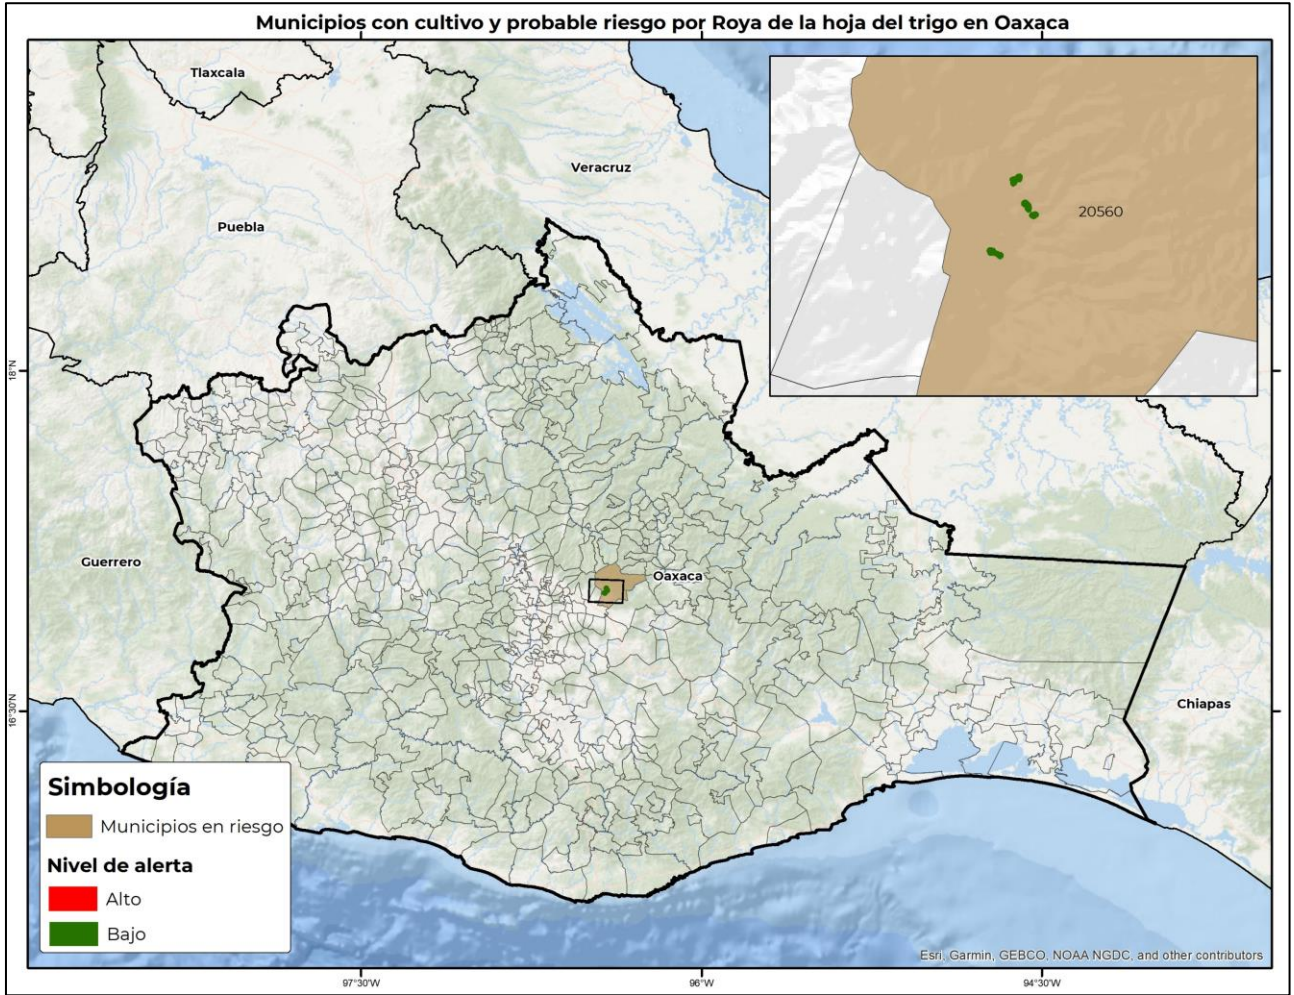 Municipios con cultivo y probable riesgo por Roya de la hoja del trigo en Oaxaca
Tlaxcala
Veracruz
Puebla
20560
18°N
Guerrero
Oaxaca
Chiapas
16°30'N
Simbología
Municipios en riesgo
Nivel de alerta
Alto
Bajo
Esri, Garmin, GEBCO, NOAA NGDC, and other contributors
97°30'W
96°W
94°30'W